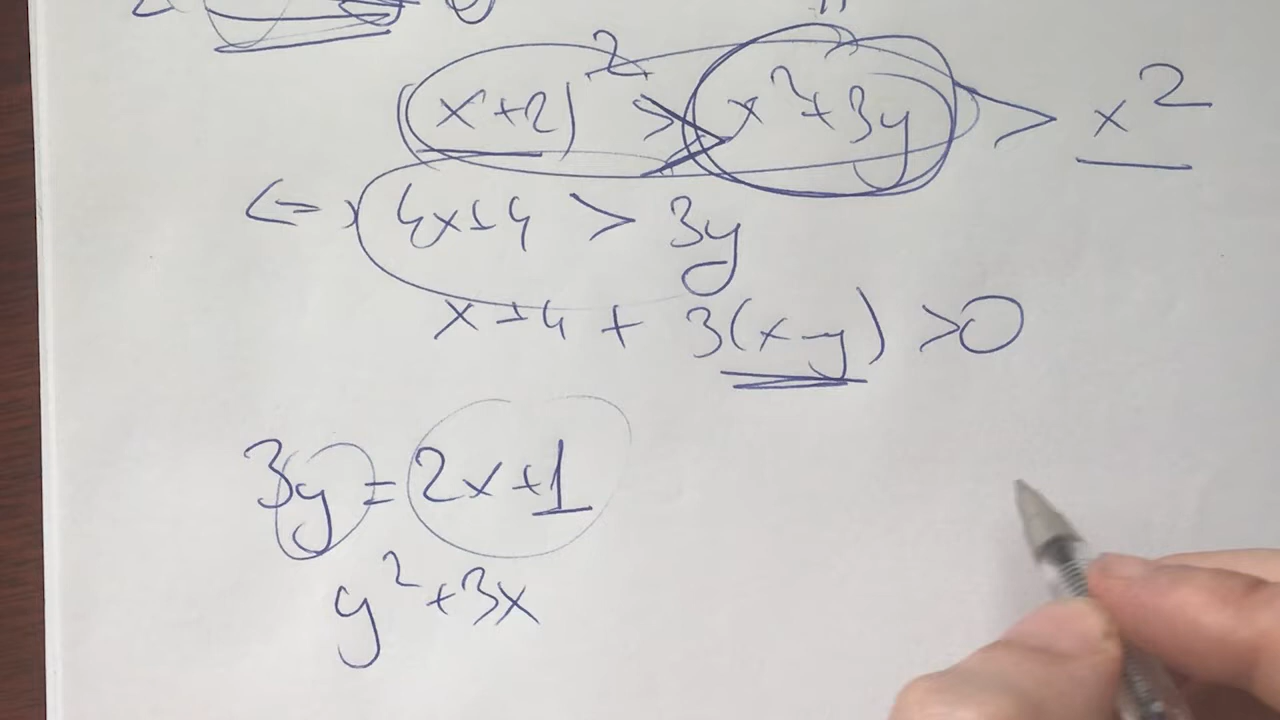 (x+2)² > x²+3y > x²
<=> 4x+4 > 3y
x+4 + 3(x-y) >0
3y = 2x+1
y²+3x